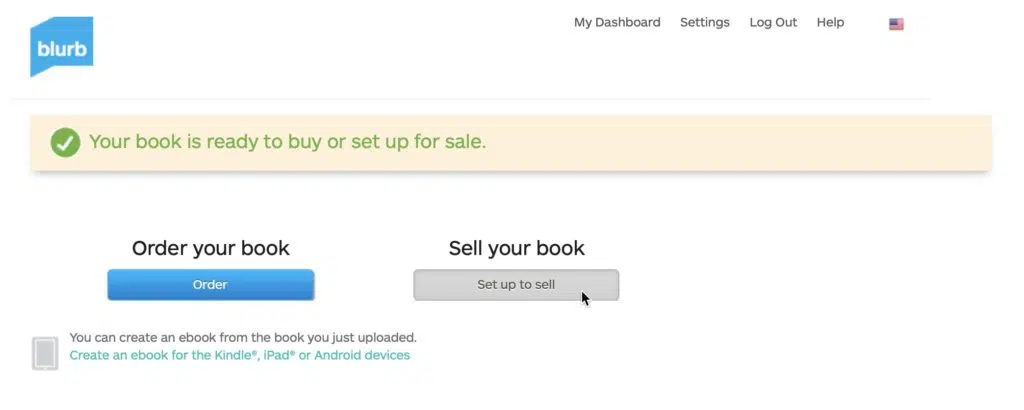 blurb
My Dashboard Settings Log Out Help
Your book is ready to buy or set up for sale.
Order your book
Sell your book
Order
Set up to sell
You can create an ebook from the book you just uploaded.
Create an ebook for the Kindle®, iPad® or Android devices